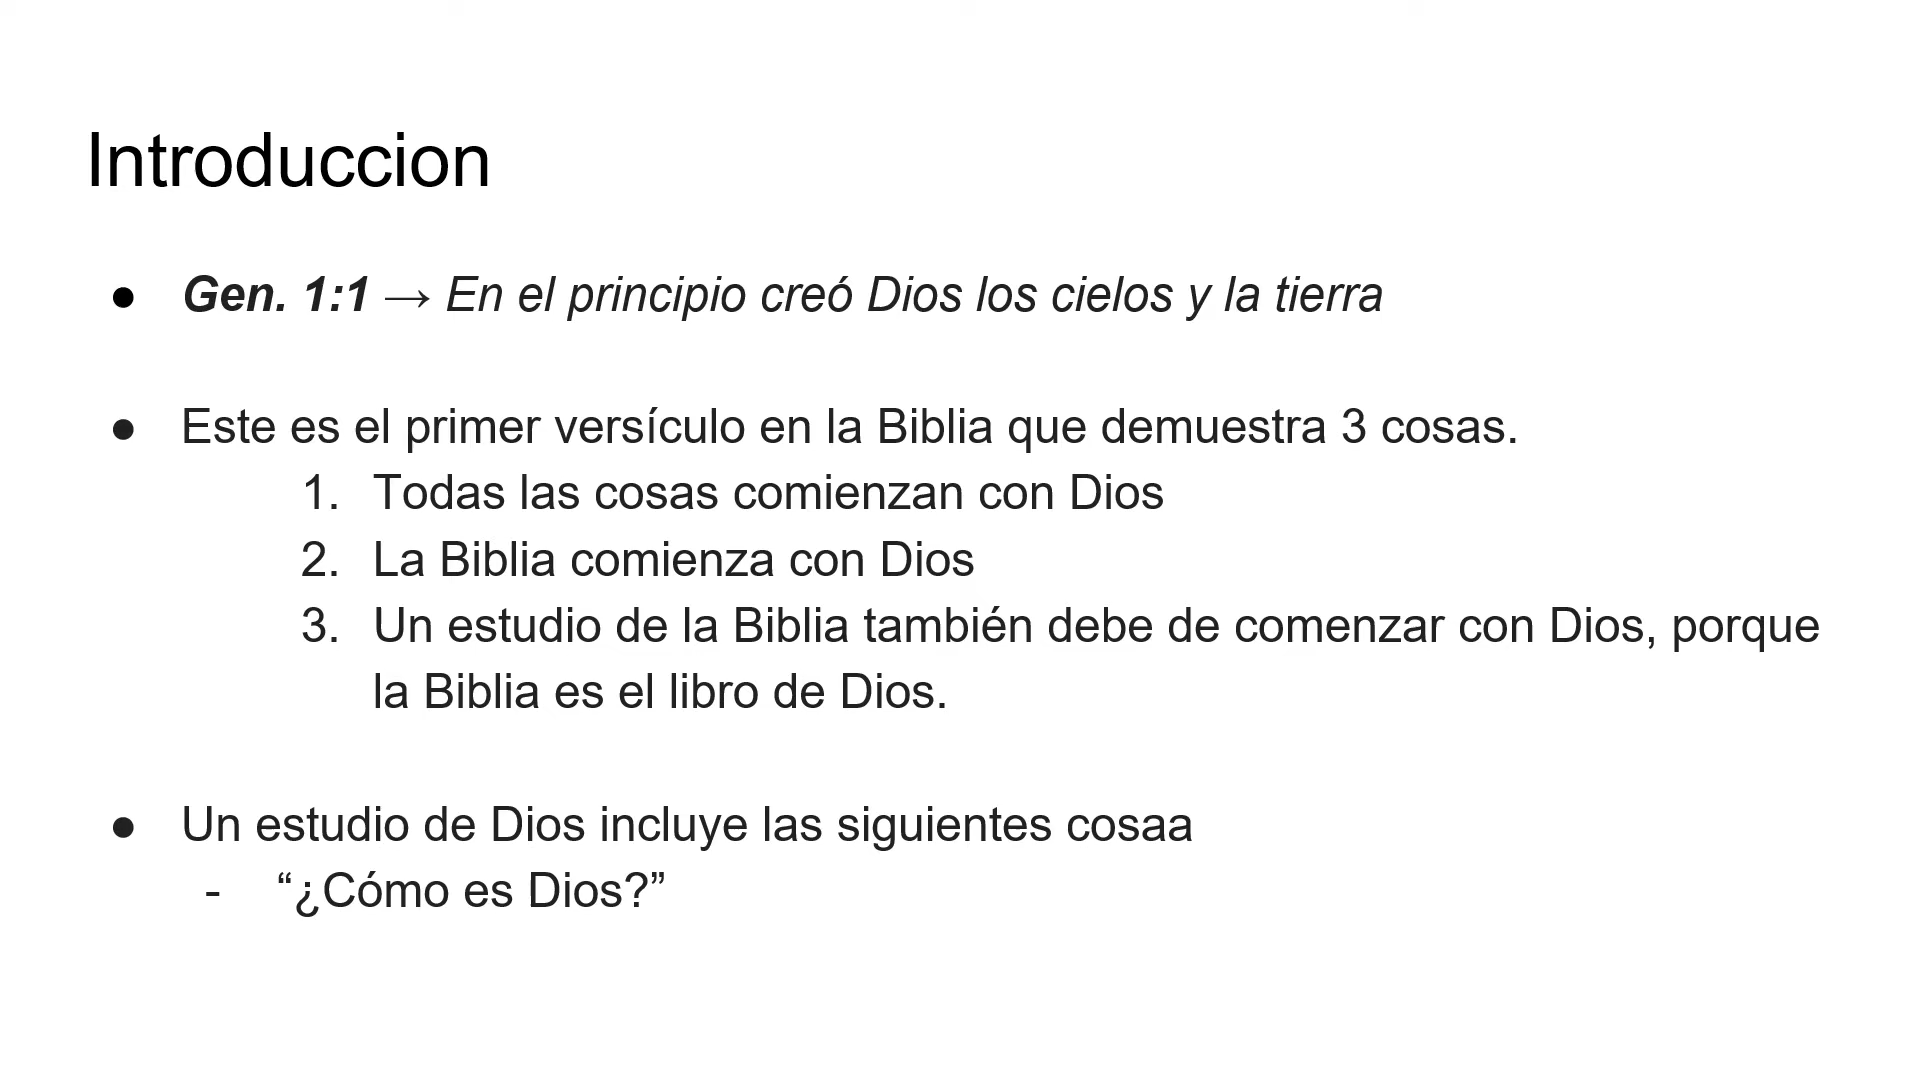 Introduccion
● Gen. 1:1 → En el principio creó Dios los cielos y la tierra
● Este es el primer versículo en la Biblia que demuestra 3 cosas.
1. Todas las cosas comienzan con Dios
2. La Biblia comienza con Dios
3. Un estudio de la Biblia también debe de comenzar con Dios, porque
la Biblia es el libro de Dios.
● Un estudio de Dios incluye las siguientes cosaa
- “¿Cómo es Dios?”